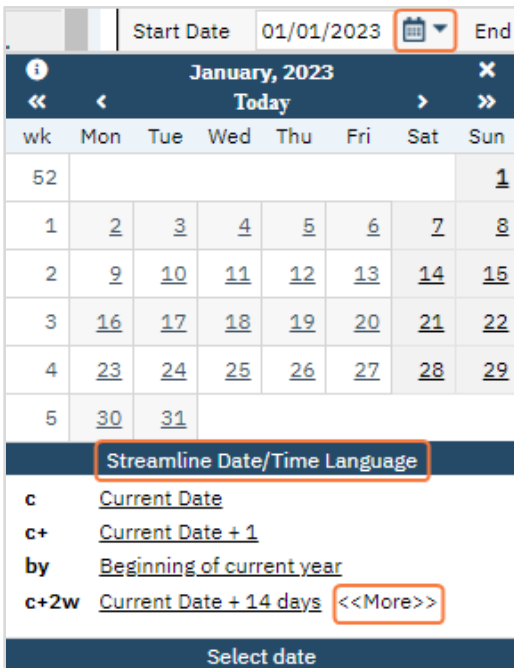 Start Date 01/01/2023 End
January, 2023 ×
« < Today > »
wk Mon Tue Wed Thu Fri Sat Sun
52 1
1 2 3 4 5 6 7 8
2 9 10 11 12 13 14 15
3 16 17 18 19 20 21 22
4 23 24 25 26 27 28 29
5 30 31
Streamline Date/Time Language
c Current Date
c+ Current Date + 1
by Beginning of current year
c+2w Current Date + 14 days <<More>>
Select date